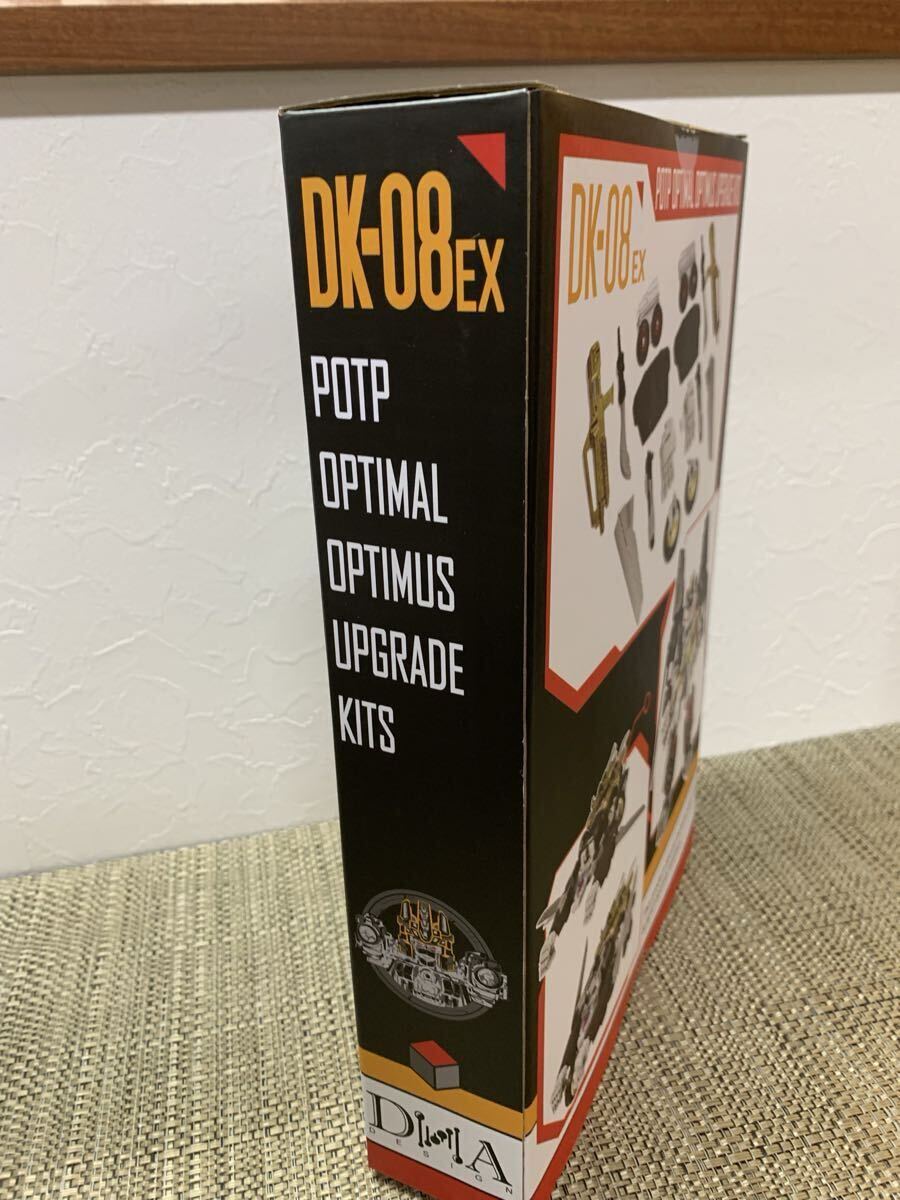 DK-08EX
POTP
OPTIMAL
OPTIMUS
UPGRADE
KITS
DNA
DESIGN
POTP OPTIMAL OPTIMUS UPGRADE KITS
DK-08EX